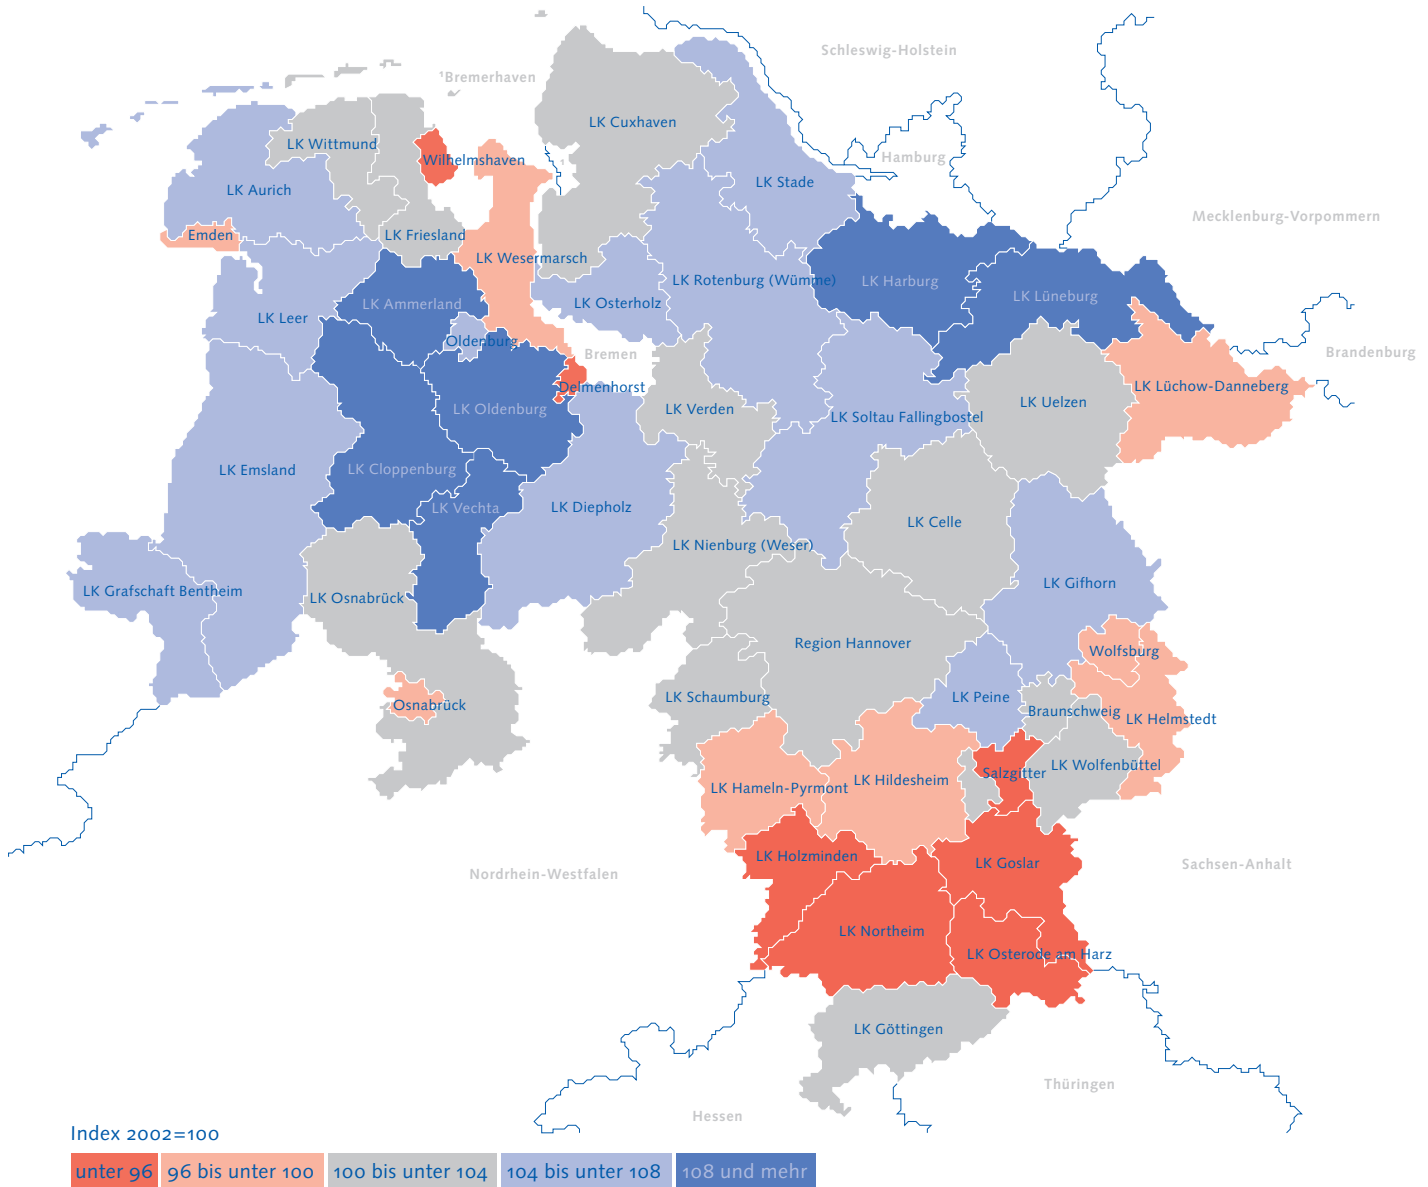 Schleswig-Holstein
¹Bremerhaven
LK Cuxhaven
LK Wittmund
Wilhelmshaven
1
Hamburg
LK Stade
LK Aurich
Mecklenburg-Vorpommern
Emden
LK Friesland
LK Wesermarsch
LK Rotenburg (Wümme)
LK Harburg
LK Lüneburg
LK Ammerland
LK Osterholz
LK Leer
Oldenburg
Bremen
Brandenburg
Delmenhorst
LK Lüchow-Danneberg
LK Uelzen
LK Oldenburg
LK Verden
LK Soltau Fallingbostel
LK Emsland
LK Cloppenburg
LK Vechta
LK Diepholz
LK Celle
LK Nienburg (Weser)
LK Gifhorn
LK Grafschaft Bentheim
LK Osnabrück
Region Hannover
Wolfsburg
LK Schaumburg
LK Peine
Osnabrück
Braunschweig
LK Helmstedt
LK Wolfenbüttel
Salzgitter
LK Hildesheim
LK Hameln-Pyrmont
LK Holzminden
LK Goslar
Sachsen-Anhalt
Nordrhein-Westfalen
LK Northeim
LK Osterode am Harz
LK Göttingen
Thüringen
Hessen
Index 2002=100
unter 96
96 bis unter 100
100 bis unter 104
104 bis unter 108
108 und mehr